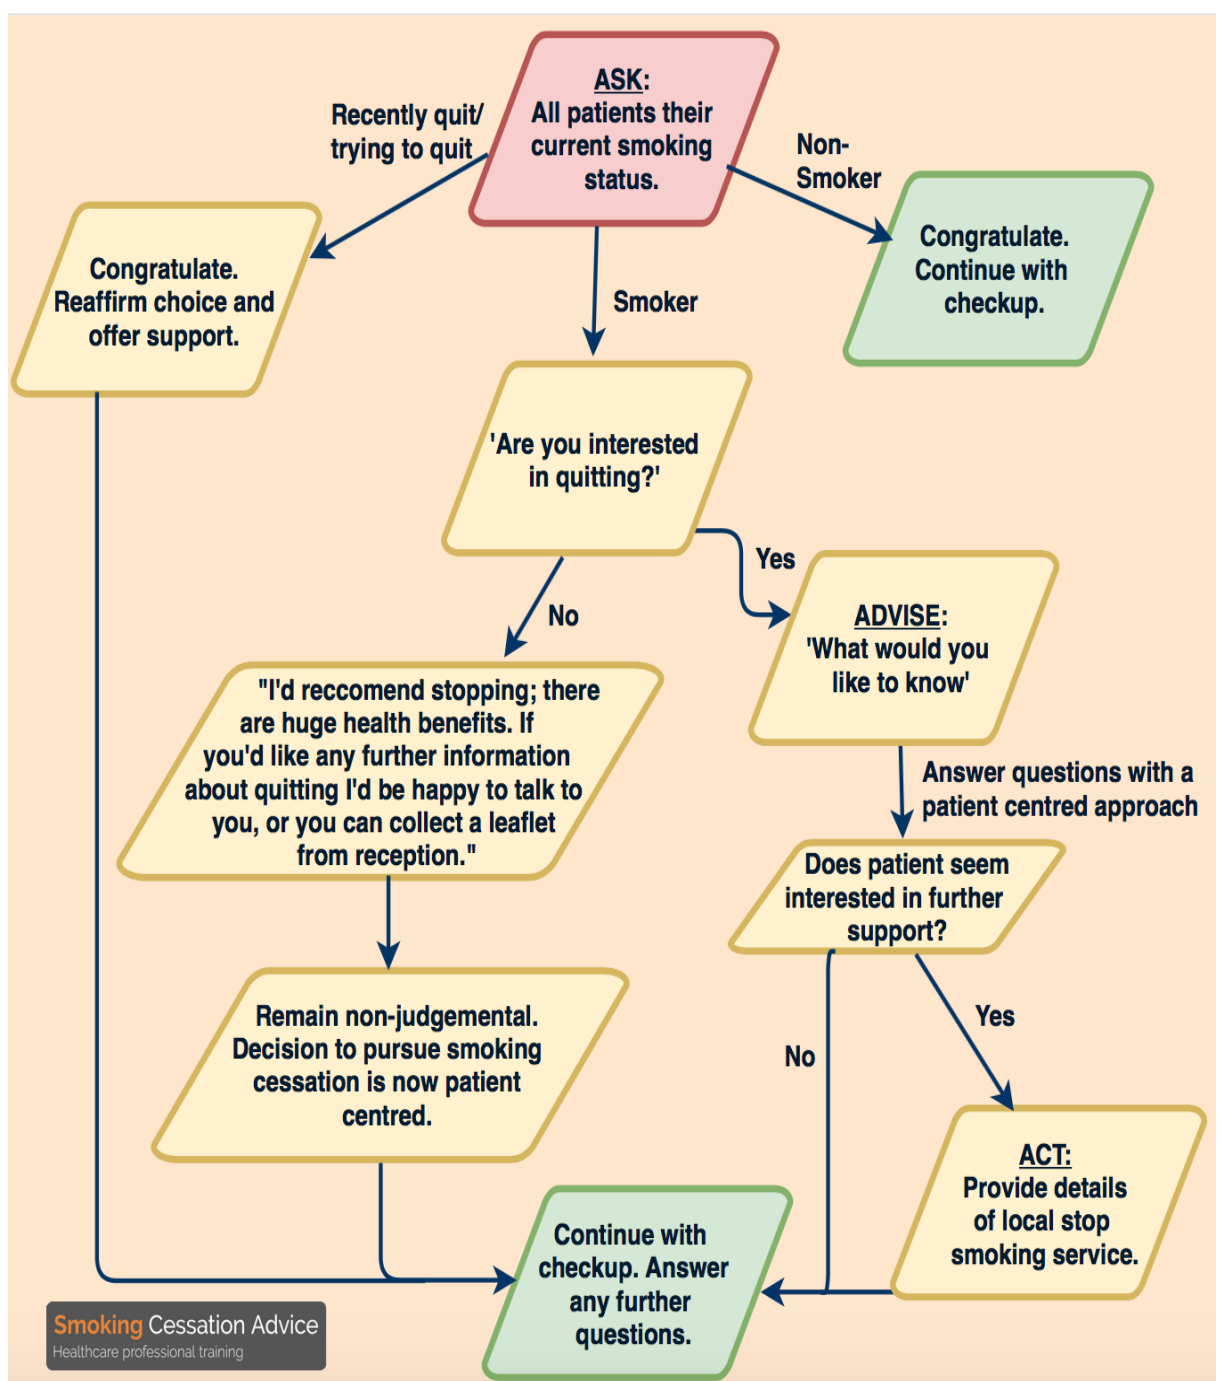 ASK:
All patients their
current smoking
status.
Recently quit/
trying to quit
Non-
Smoker
Smoker
Congratulate.
Reaffirm choice and
offer support.
Congratulate.
Continue with
checkup.
'Are you interested
in quitting?'
Yes
No
ADVISE:
'What would you
like to know'
"I'd reccomend stopping; there
are huge health benefits. If
you'd like any further information
about quitting I'd be happy to talk to
you, or you can collect a leaflet
from reception."
Answer questions with a
patient centred approach
Does patient seem
interested in further
support?
Remain non-judgemental.
Decision to pursue smoking
cessation is now patient
centred.
No
Yes
ACT:
Provide details
of local stop
smoking service.
Continue with
checkup. Answer
any further
questions.
Smoking Cessation Advice
Healthcare professional training